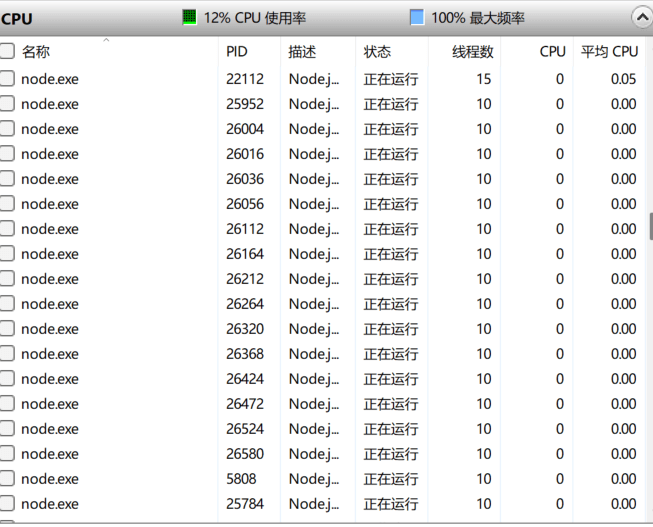 CPU 12% CPU 使用率 100% 最大频率
名称 PID 描述 状态 线程数 CPU 平均 CPU
node.exe 22112 Node.j... 正在运行 15 0 0.05
node.exe 25952 Node.j... 正在运行 10 0 0.00
node.exe 26004 Node.j... 正在运行 10 0 0.00
node.exe 26016 Node.j... 正在运行 10 0 0.00
node.exe 26036 Node.j... 正在运行 10 0 0.00
node.exe 26056 Node.j... 正在运行 10 0 0.00
node.exe 26112 Node.j... 正在运行 10 0 0.00
node.exe 26164 Node.j... 正在运行 10 0 0.00
node.exe 26212 Node.j... 正在运行 10 0 0.00
node.exe 26264 Node.j... 正在运行 10 0 0.00
node.exe 26320 Node.j... 正在运行 10 0 0.00
node.exe 26368 Node.j... 正在运行 10 0 0.00
node.exe 26424 Node.j... 正在运行 10 0 0.00
node.exe 26472 Node.j... 正在运行 10 0 0.00
node.exe 26524 Node.j... 正在运行 10 0 0.00
node.exe 26580 Node.j... 正在运行 10 0 0.00
node.exe 5808 Node.j... 正在运行 10 0 0.00
node.exe 25784 Node.j... 正在运行 10 0 0.00